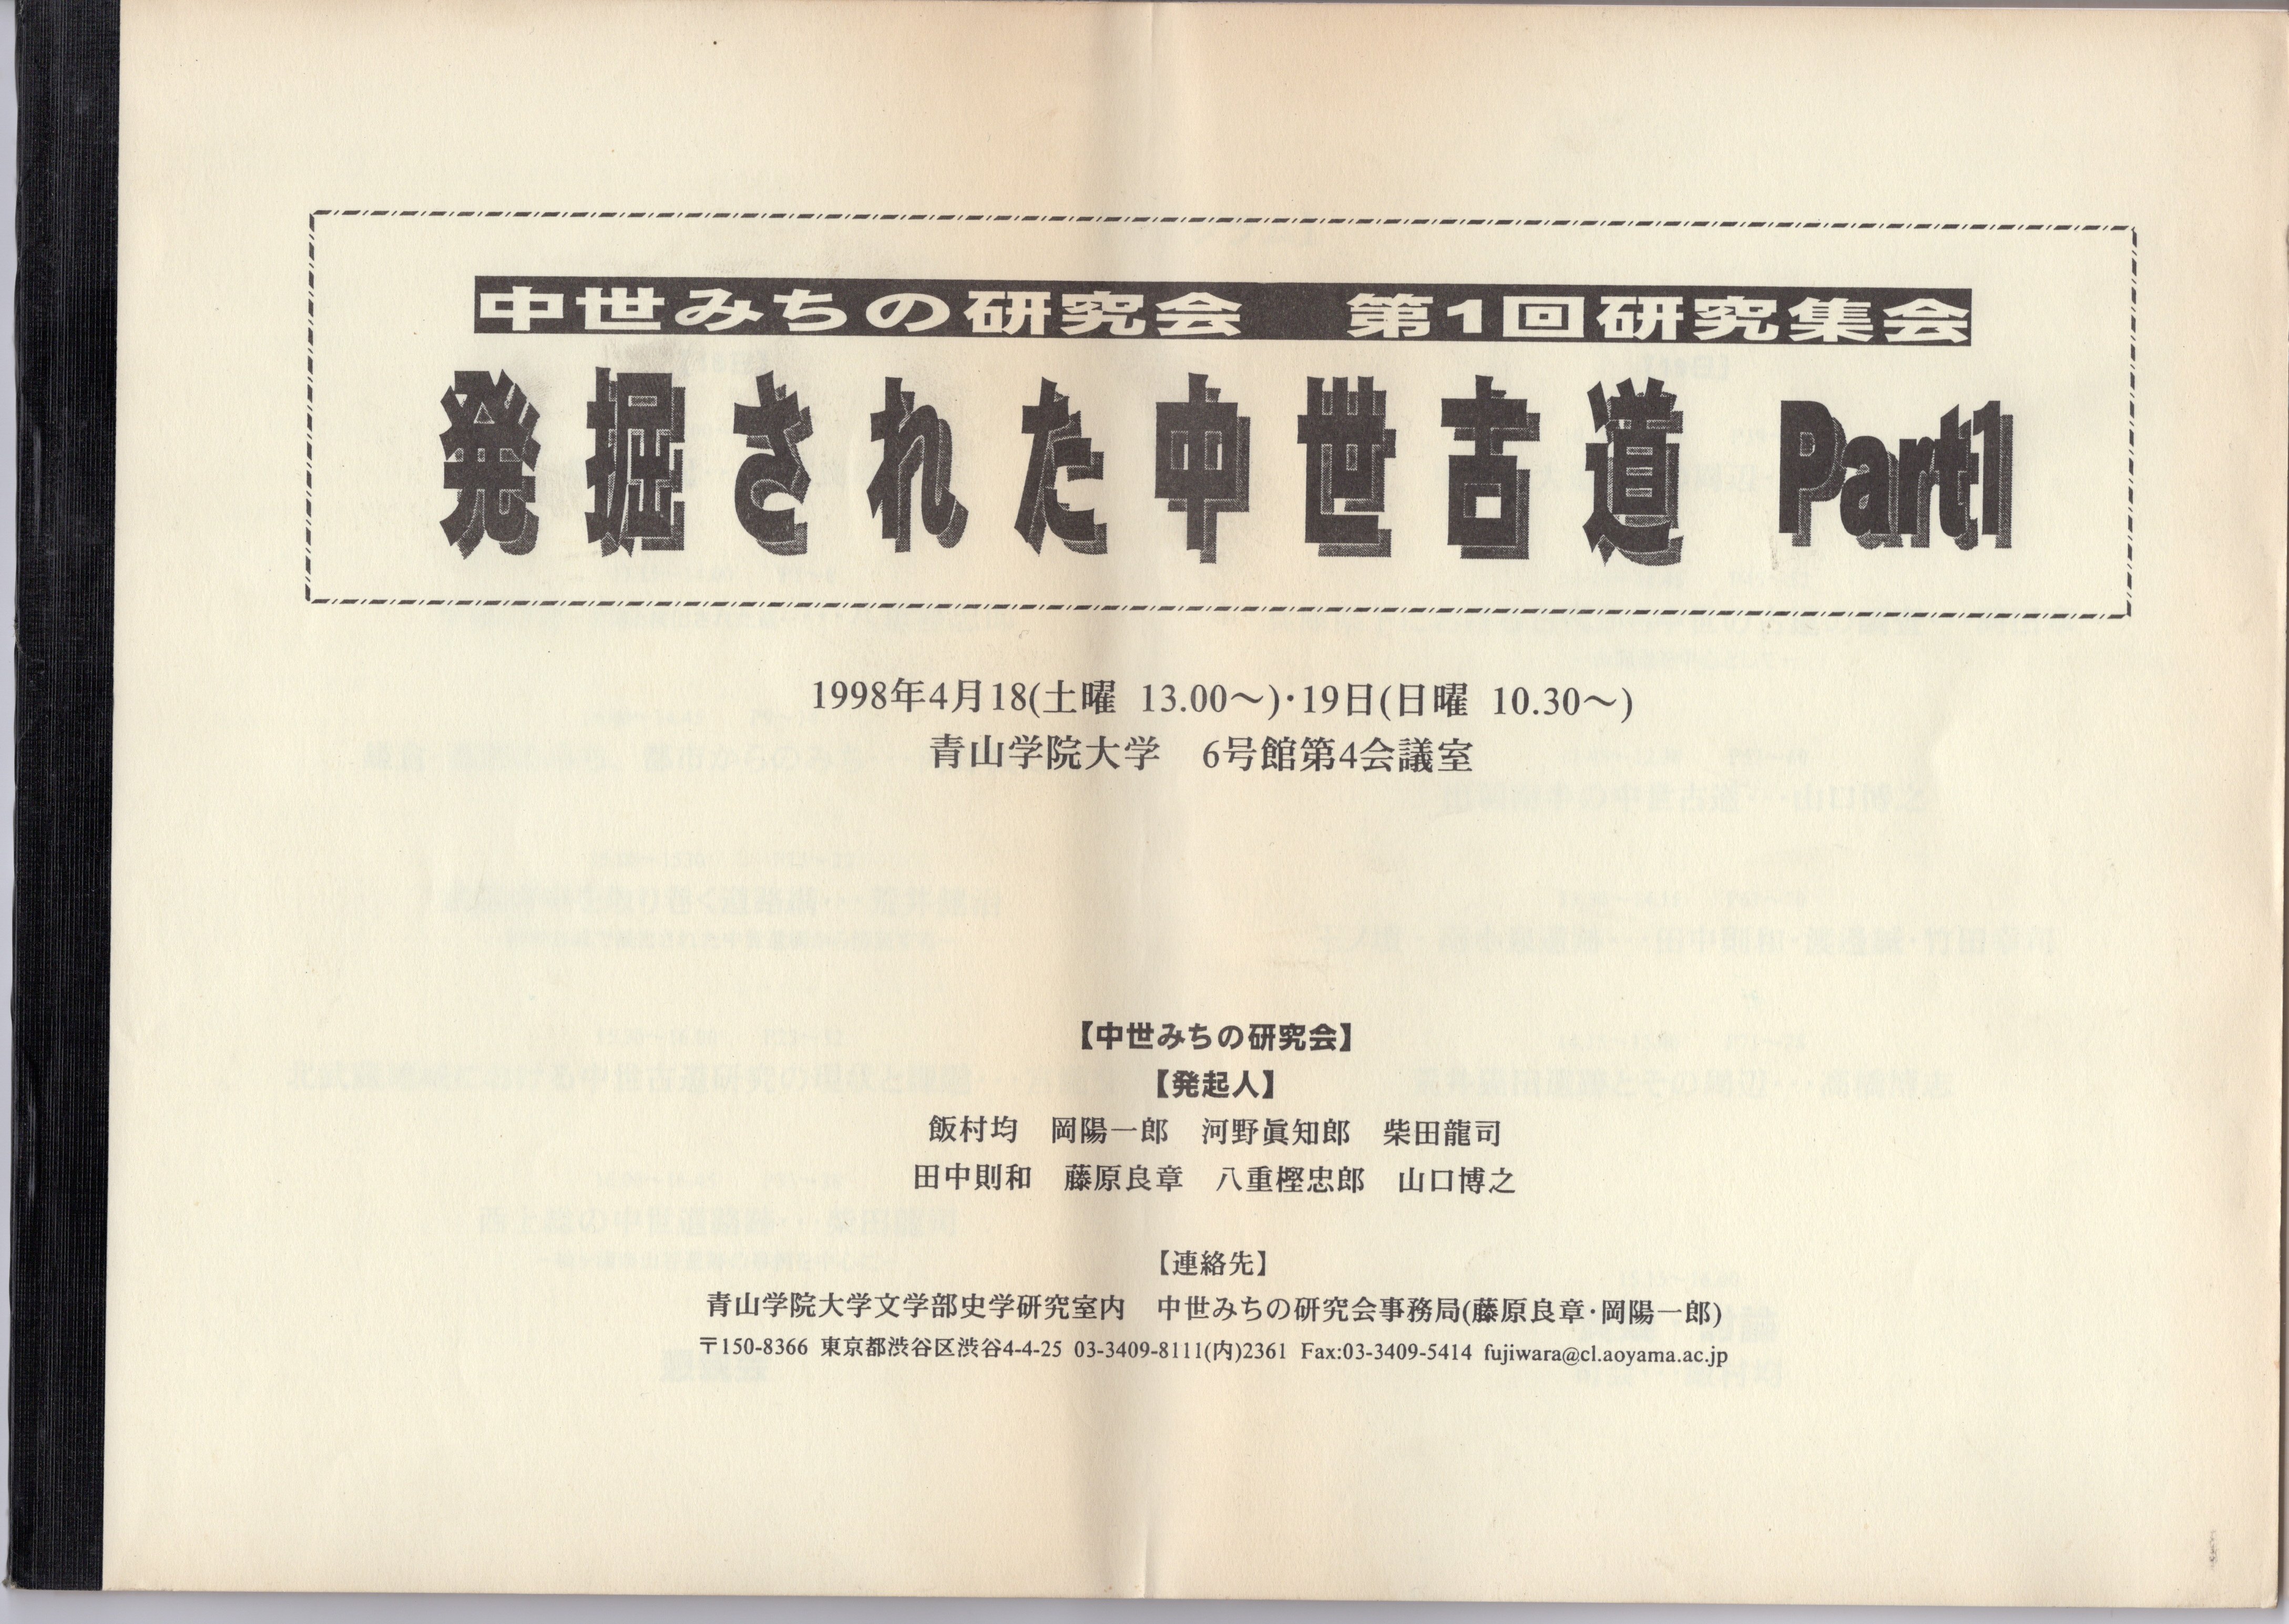 中世みちの研究会　第1回研究集会
発掘された中世古道 Part1
1998年4月18(土曜 13.00～)・19日(日曜 10.30～)
青山学院大学　6号館第4会議室
【中世みちの研究会】
【発起人】
飯村均　岡陽一郎　河野眞知郎　柴田龍司
田中則和　藤原良章　八重樫忠郎　山口博之
【連絡先】
青山学院大学文学部史学研究室内　中世みちの研究会事務局(藤原良章・岡陽一郎)
〒150-8366 東京都渋谷区渋谷4-4-25 03-3409-8111(内)2361 Fax:03-3409-5414 fujiwara@cl.aoyama.ac.jp